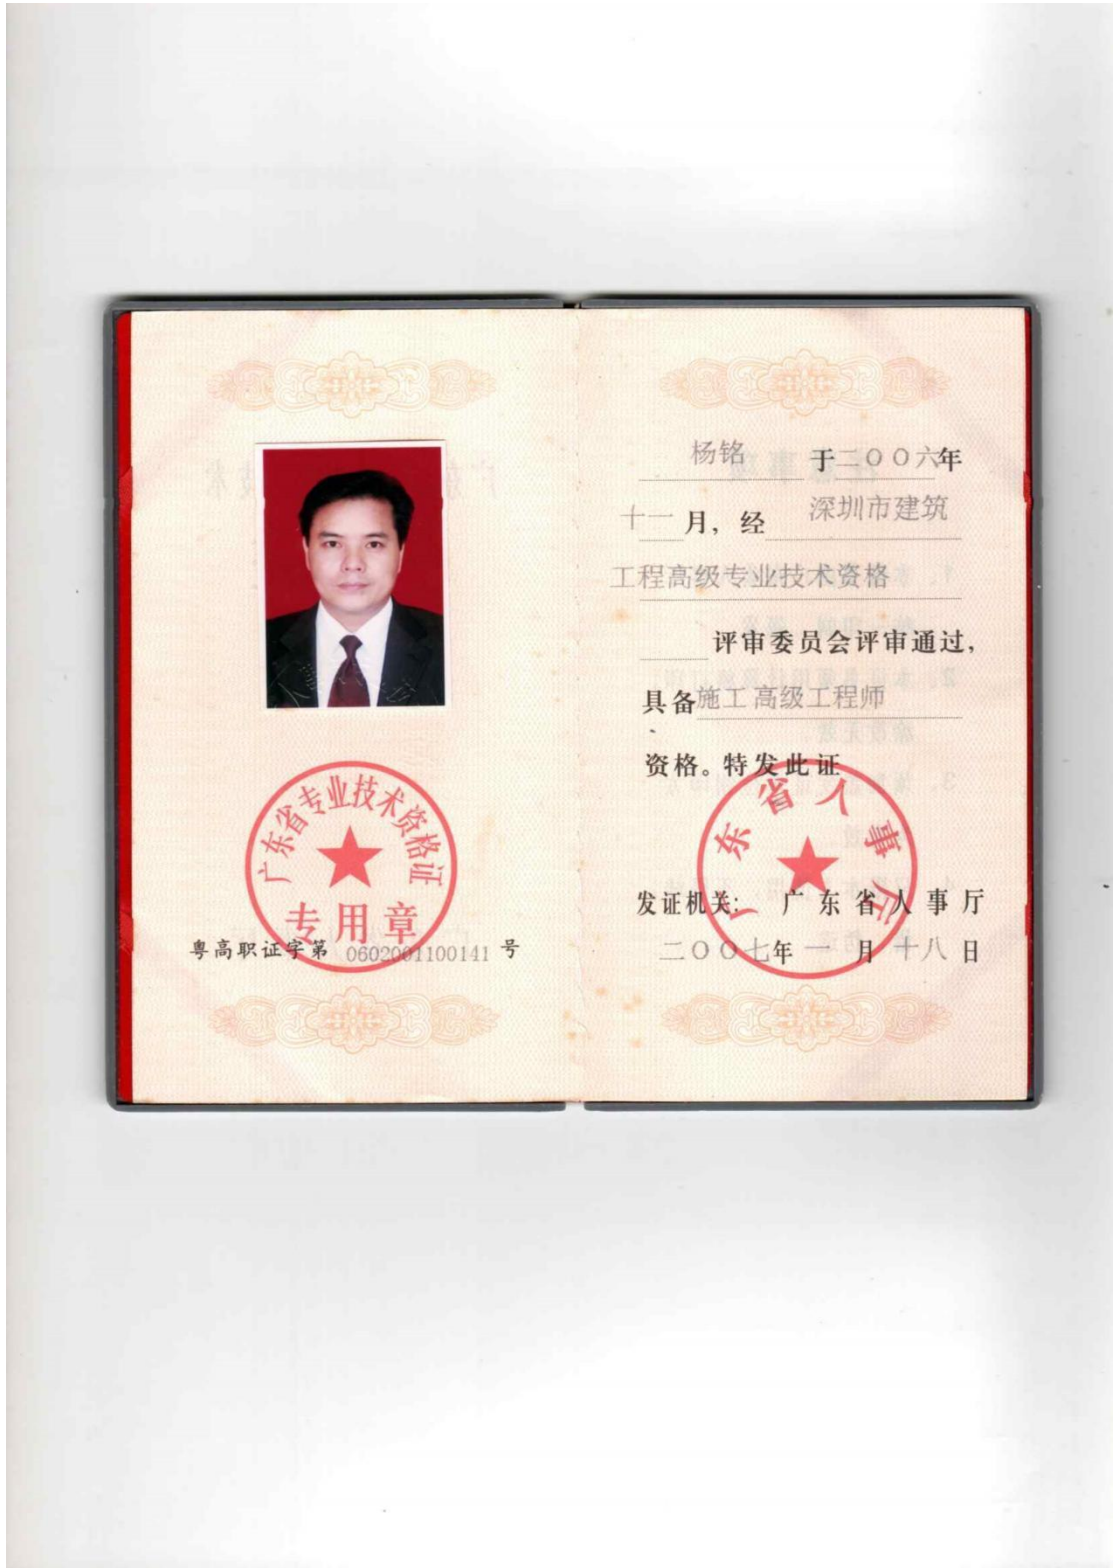 广东省专业技术资格证
专用章
粤高职证字第 0602001100141 号
杨铭 于二〇〇六年
十一月，经 深圳市建筑
工程高级专业技术资格
评审委员会评审通过，
具备施工高级工程师
资格。特发此证
广东省人事厅
发证机关： 广东省人事厅
二〇〇七年 一 月 十八 日